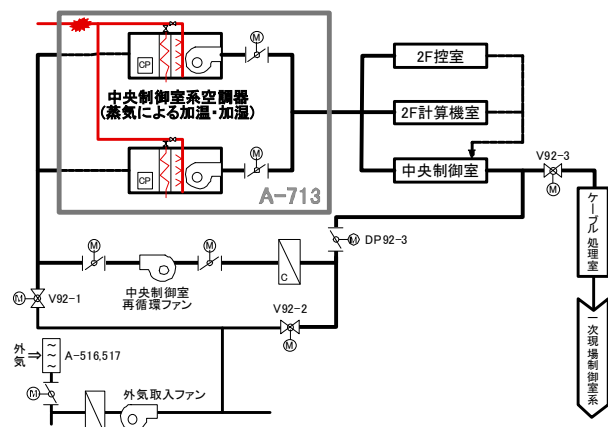 CP
中央制御室系空調器
(蒸気による加温・加湿)
CP
A-713
M
M
2F控室
2F計算機室
中央制御室
V92-3
M
ケーブル処理室
一次現場制御室系
M
M
M
DP92-3
C
中央制御室
再循環ファン
M
V92-1
V92-2
M
外気⇒
A-516,517
M
外気取入ファン